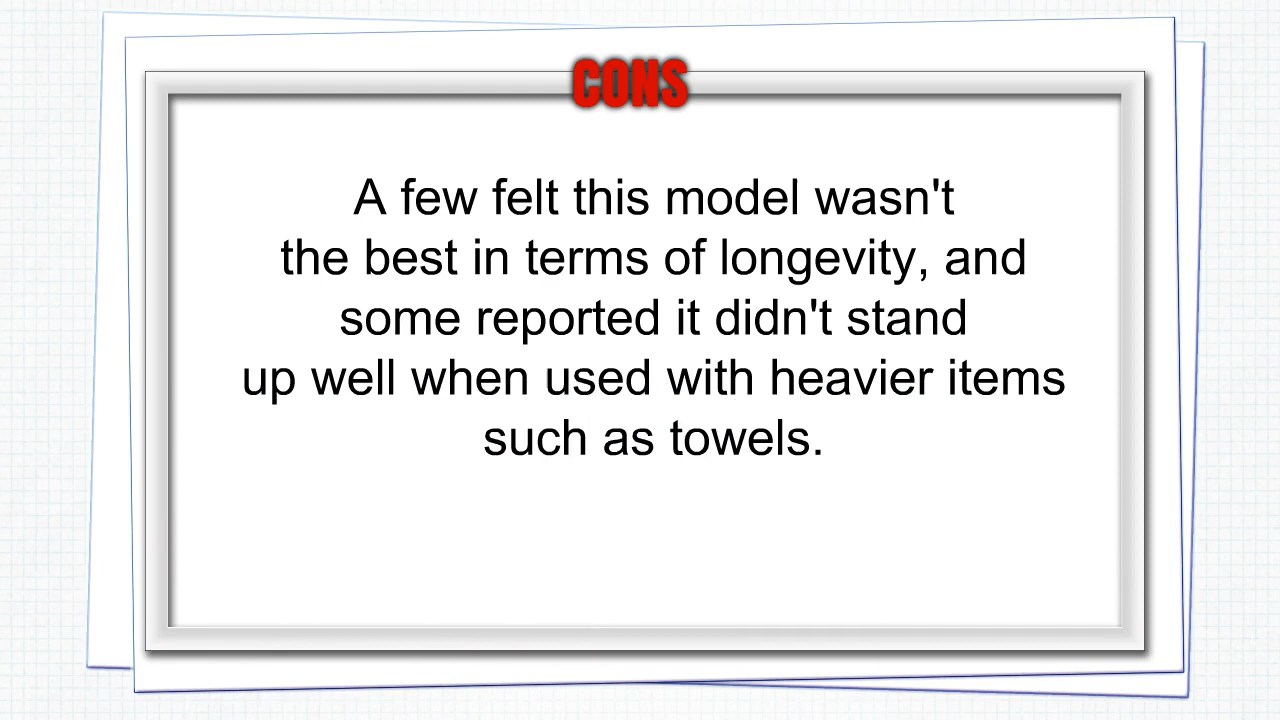 CONS
A few felt this model wasn't
the best in terms of longevity, and
some reported it didn't stand
up well when used with heavier items
such as towels.